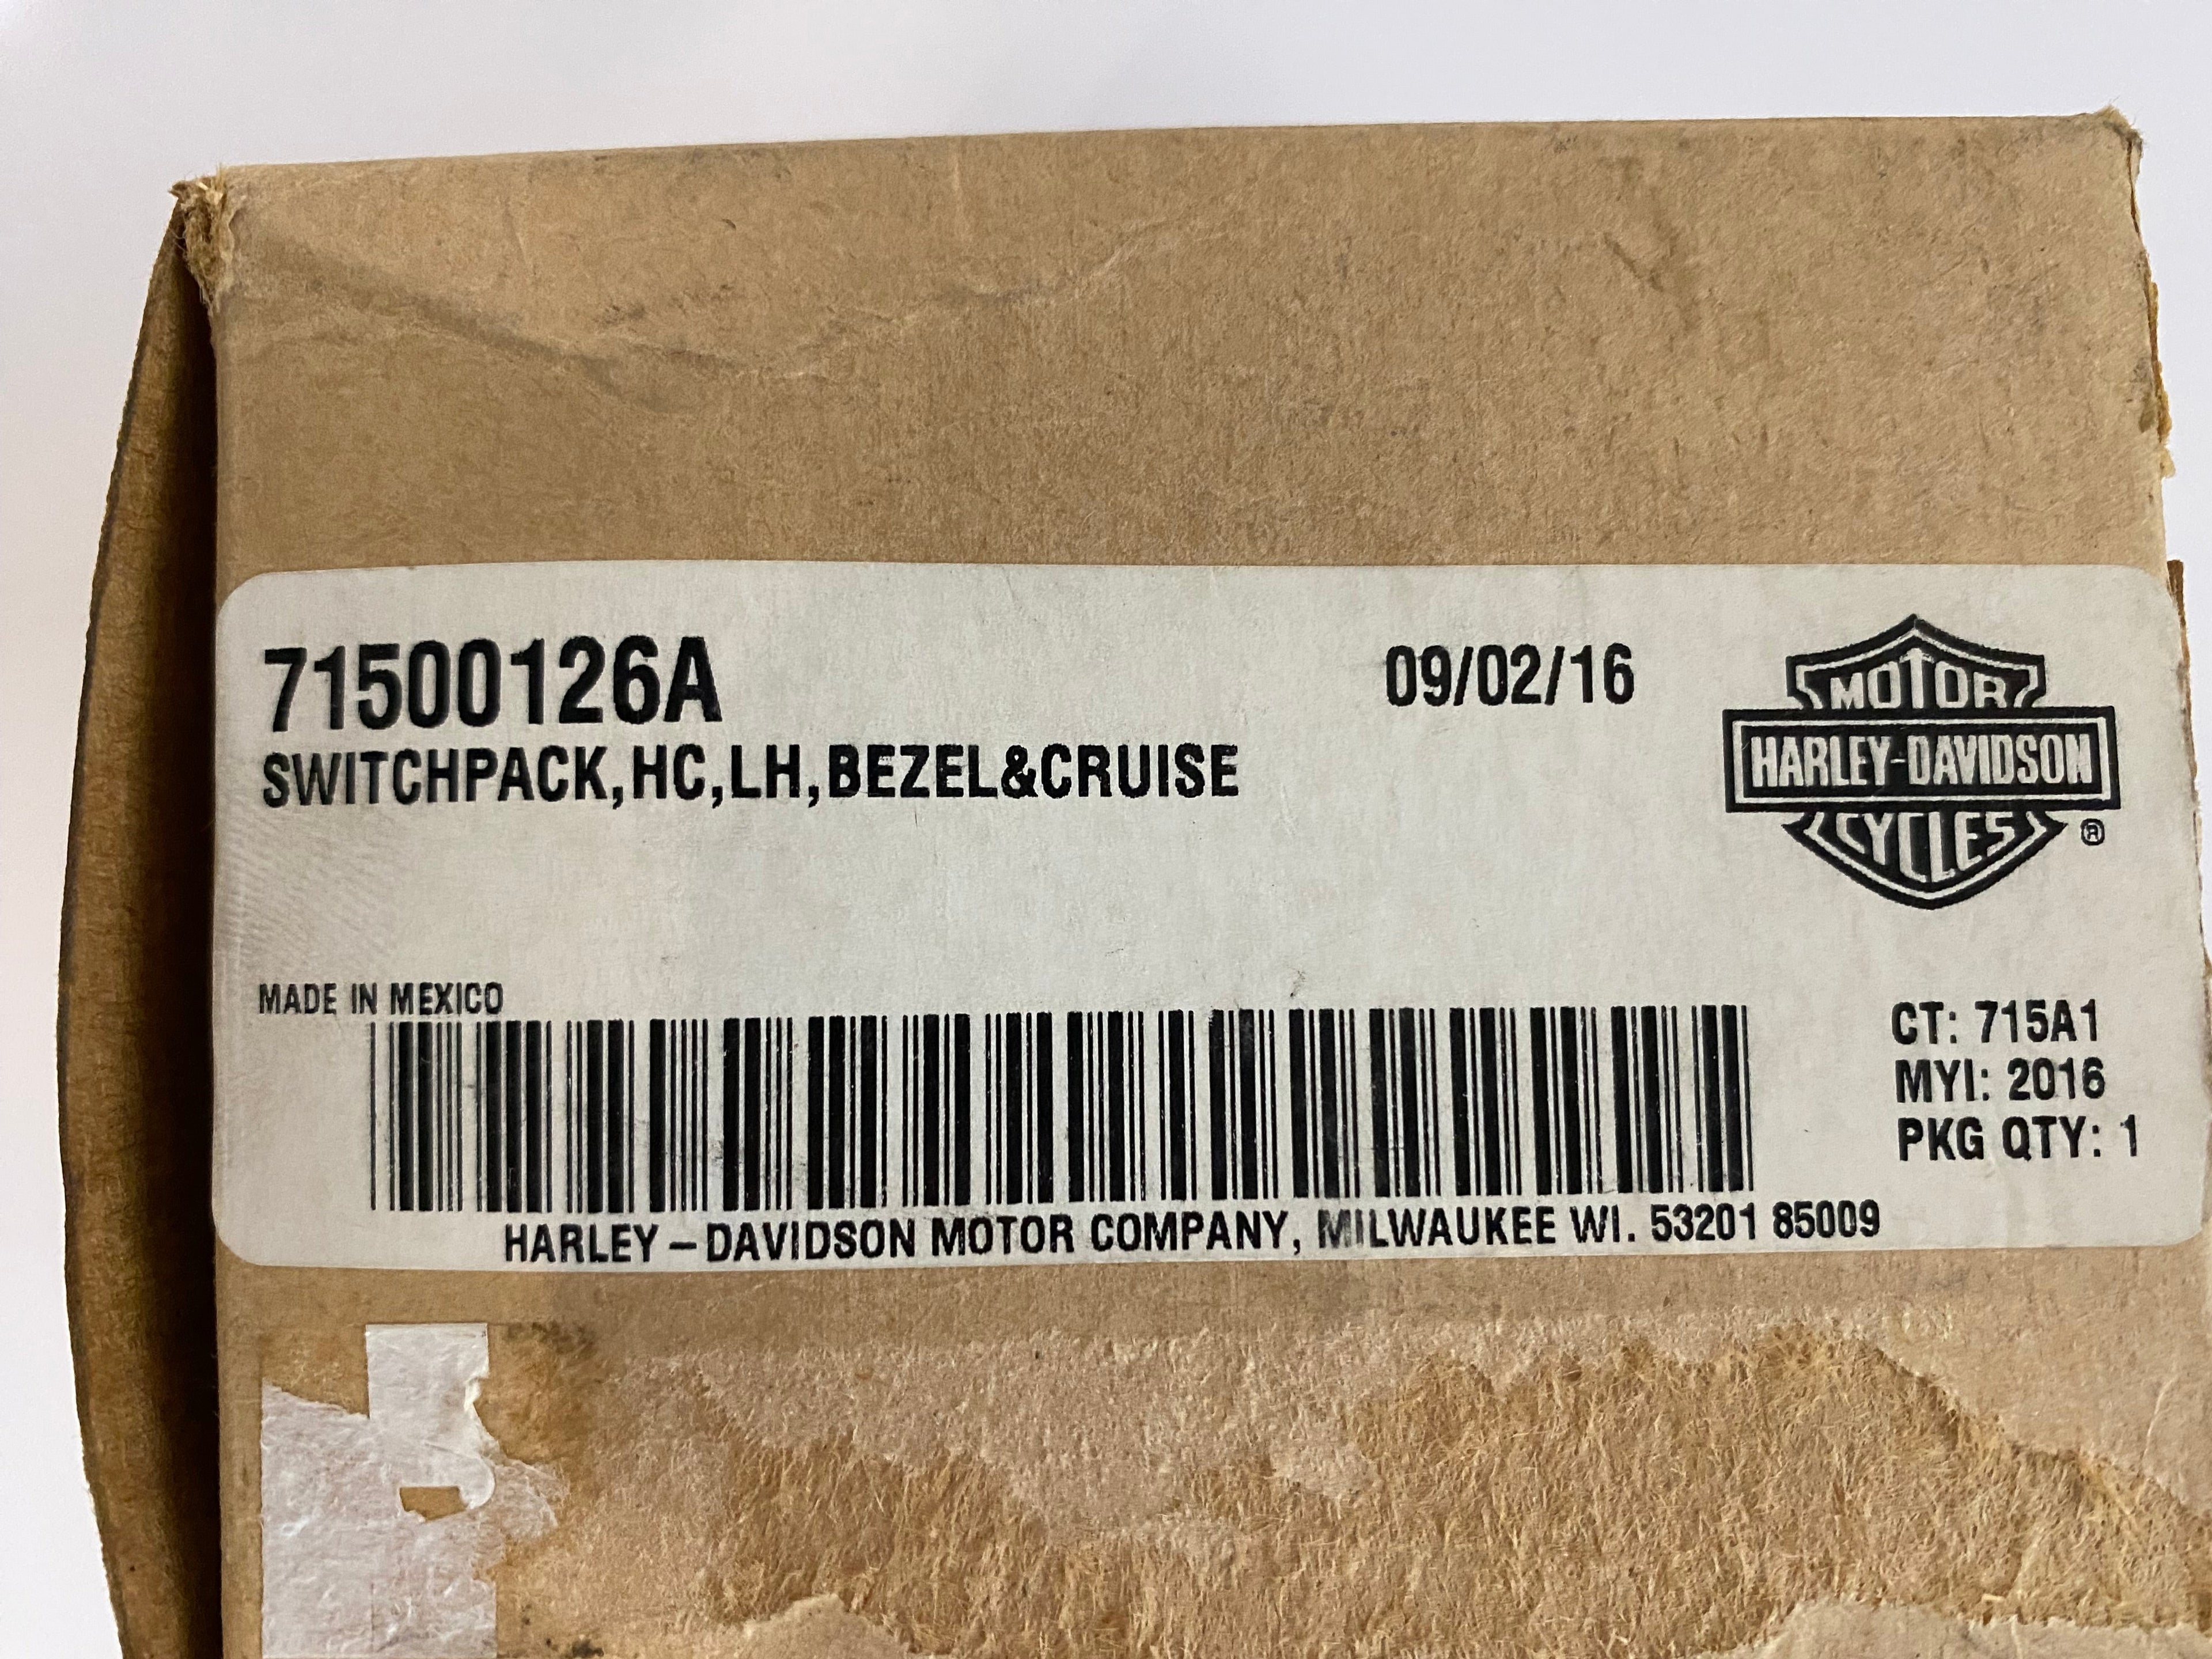 71500126A
09/02/16
SWITCHPACK,HC,LH,BEZEL&CRUISE
MOTOR
HARLEY-DAVIDSON
CYCLES
®
MADE IN MEXICO
CT: 715A1
MYI: 2016
PKG QTY: 1
HARLEY – DAVIDSON MOTOR COMPANY, MILWAUKEE WI. 53201 85009